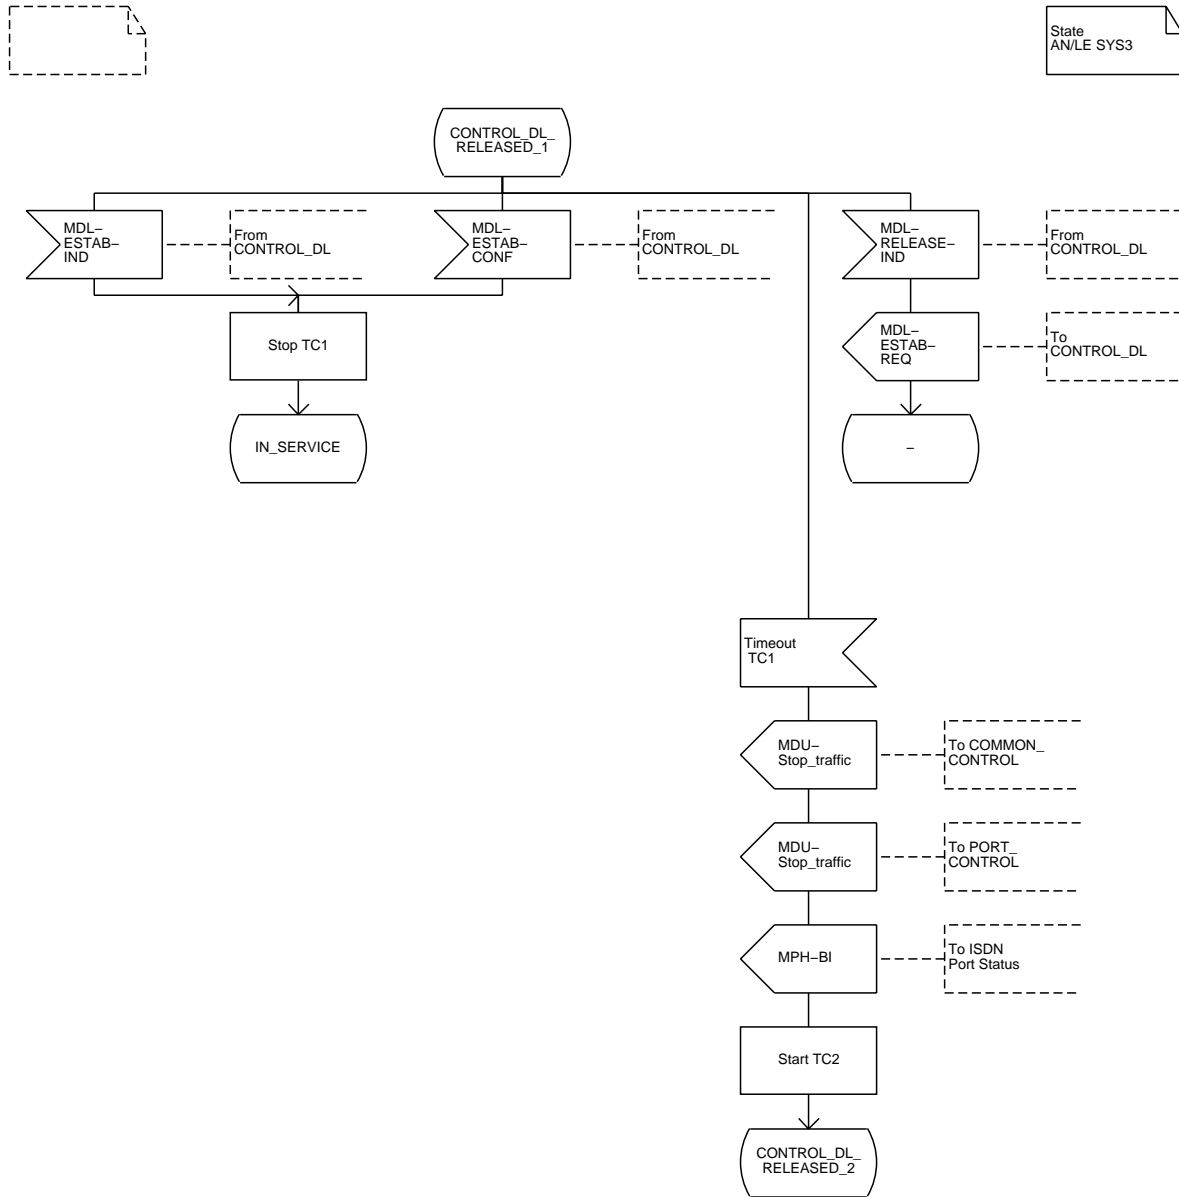 State
AN/LE SYS3
CONTROL_DL_
RELEASED_1
MDL–
ESTAB–
IND
From
CONTROL_DL
MDL–
ESTAB–
CONF
From
CONTROL_DL
MDL–
RELEASE–
IND
From
CONTROL_DL
Stop TC1
MDL–
ESTAB–
REQ
To
CONTROL_DL
IN_SERVICE
–
Timeout
TC1
MDU–
Stop_traffic
To COMMON_
CONTROL
MDU–
Stop_traffic
To PORT_
CONTROL
MPH–BI
To ISDN
Port Status
Start TC2
CONTROL_DL_
RELEASED_2